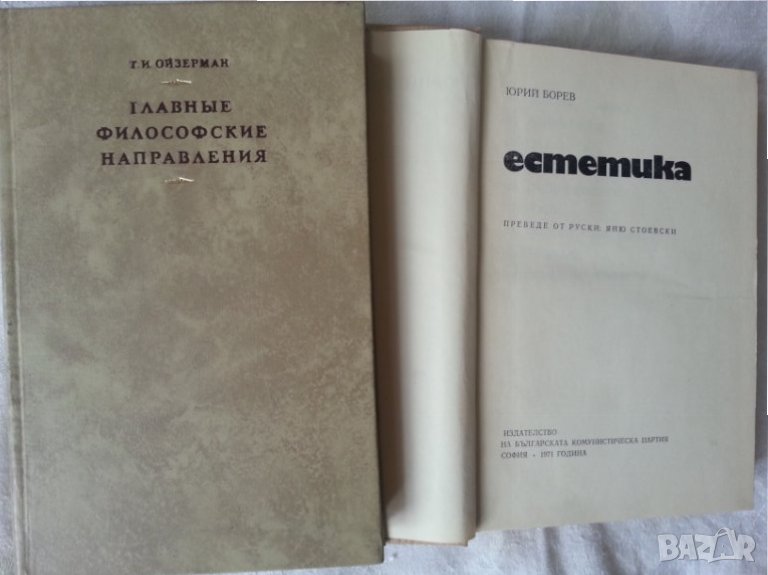 Т. И. ОЙЗЕРМАН
ГЛАВНЫЕ
ФИЛОСОФСКИЕ
НАПРАВЛЕНИЯ
ЮРИЙ БОРЕВ
естетика
ПРЕВЕДЕ ОТ РУСКИ: ЯНЮ СТОЕВСКИ
ИЗДАТЕЛСТВО
НА БЪЛГАРСКАТА КОМУНИСТИЧЕСКА ПАРТИЯ
СОФИЯ • 1971 ГОДИНА
BAZAR